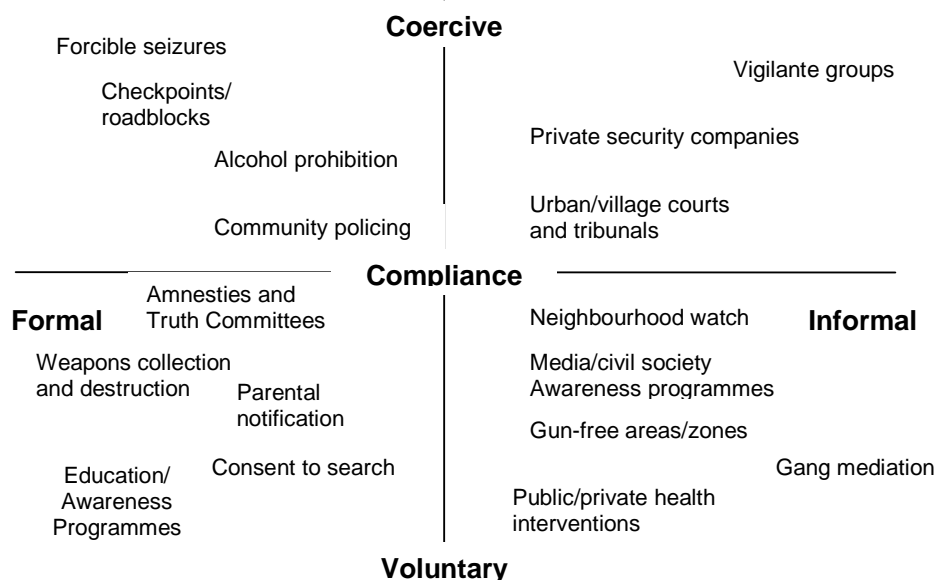 Coercive
Forcible seizures
Vigilante groups
Checkpoints/
roadblocks
Private security companies
Alcohol prohibition
Urban/village courts
and tribunals
Community policing
Compliance
Amnesties and
Truth Committees
Formal
Neighbourhood watch
Informal
Weapons collection
and destruction
Media/civil society
Awareness programmes
Parental
notification
Gun-free areas/zones
Consent to search
Gang mediation
Education/
Awareness
Programmes
Public/private health
interventions
Voluntary